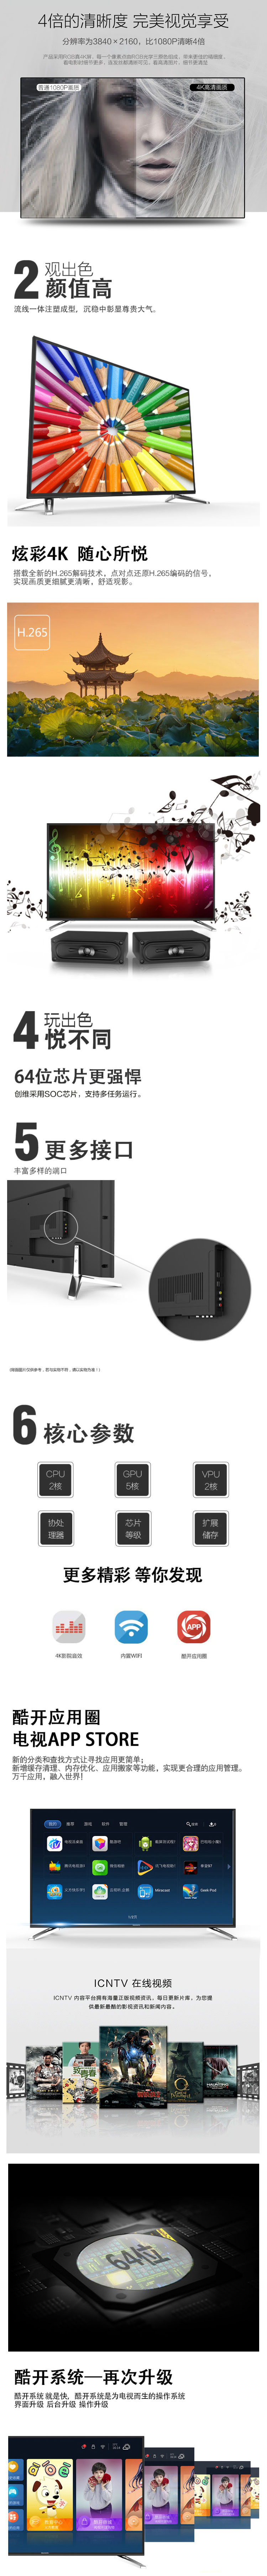 4倍的清晰度 完美视觉享受
分辨率为3840×2160，比1080P清晰4倍
普通1080P画质
4K高清画质
2 观出色
颜值高
流线一体注塑成型，沉稳中彰显尊贵大气。
炫彩4K 随心所悦
搭载全新的H.265解码技术，点对点还原H.265编码的信号，
实现画质更细腻更清晰，舒适观影。
H.265
4 玩出色
悦不同
64位芯片更强悍
创维采用SOC芯片，支持多任务运行。
5 更多接口
丰富多样的端口
6 核心参数
CPU
2核
GPU
5核
VPU
2核
协处
理器
芯片
等级
扩展
储存
更多精彩 等你发现
APP
4K影院音效
内置WIFI
酷开应用圈
酷开应用圈
电视APP STORE
新的分类和查找方式让寻找应用更简单；
新增缓存清理、内存优化、应用搬家等功能，实现更合理的应用管理。
万千应用，融入世界！
Miracast
Geek Pad
ICNTV 在线视频
ICNTV 内容平台拥有海量正版视频资讯，每日更新片库，为您提
供最新最酷的影视资讯和新闻内容。
64位
酷开系统—再次升级
酷开系统 就是快，酷开系统是为电视而生的操作系统
界面升级 后台升级 操作升级